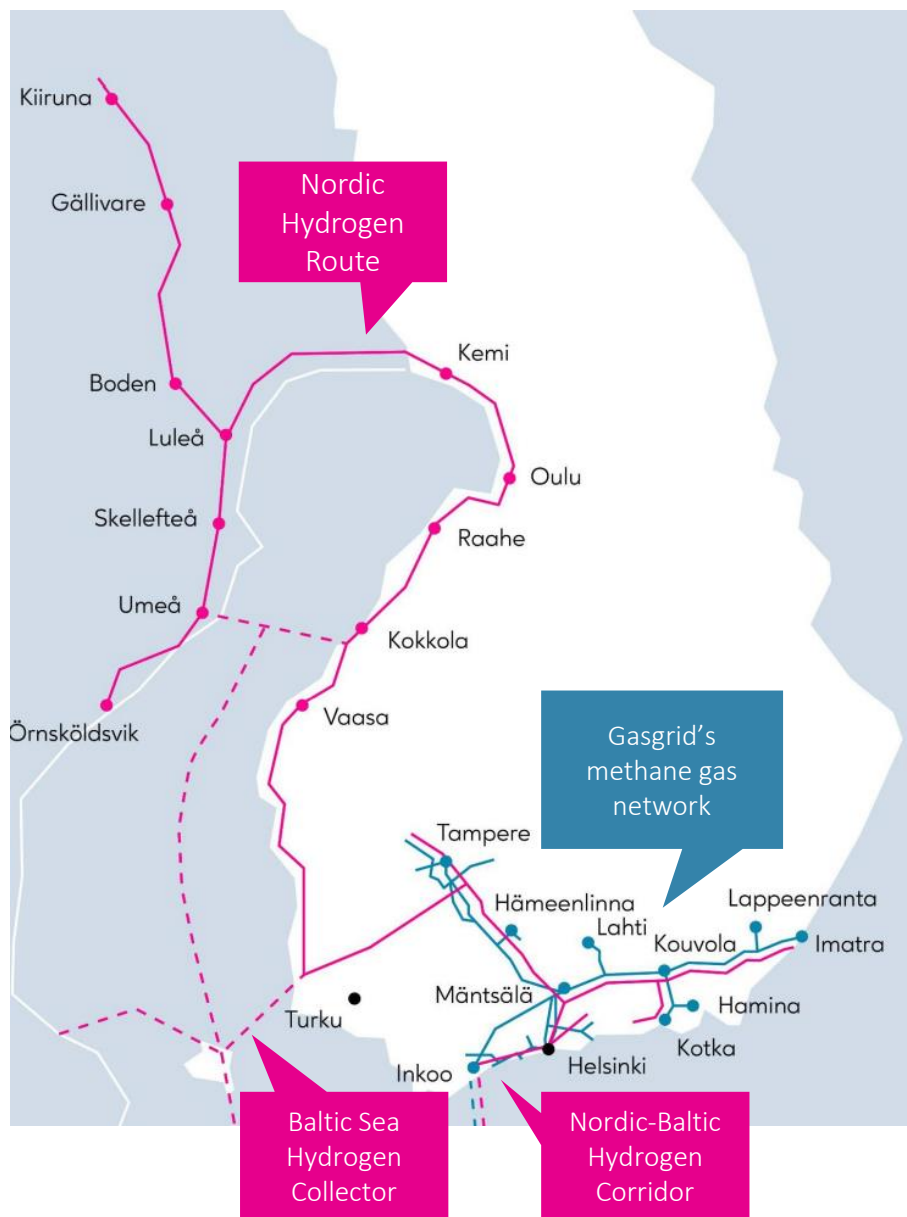 Kiiruna
Gällivare
Nordic
Hydrogen
Route
Kemi
Boden
Luleå
Oulu
Skellefteå
Raahe
Umeå
Kokkola
Örnsköldsvik
Vaasa
Gasgrid's
methane gas
network
Tampere
Hämeenlinna
Lahti
Lappeenranta
Kouvola
Imatra
Mäntsälä
Hamina
Turku
Kotka
Helsinki
Inkoo
Baltic Sea
Hydrogen
Collector
Nordic-Baltic
Hydrogen
Corridor